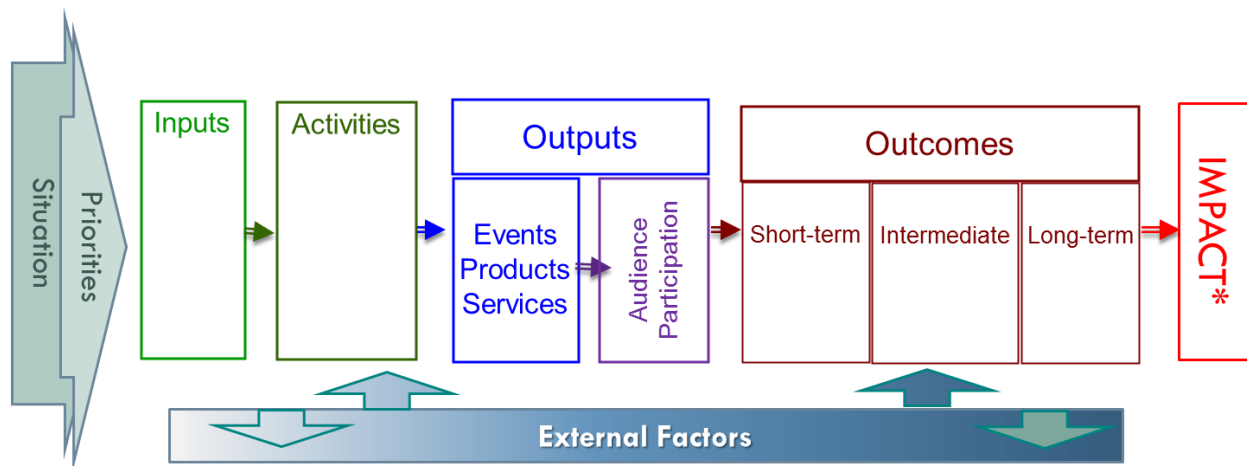 Situation
Priorities
Inputs
Activities
Outputs
Events
Products
Services
Audience
Participation
Outcomes
Short-term
Intermediate
Long-term
IMPACT*
External Factors